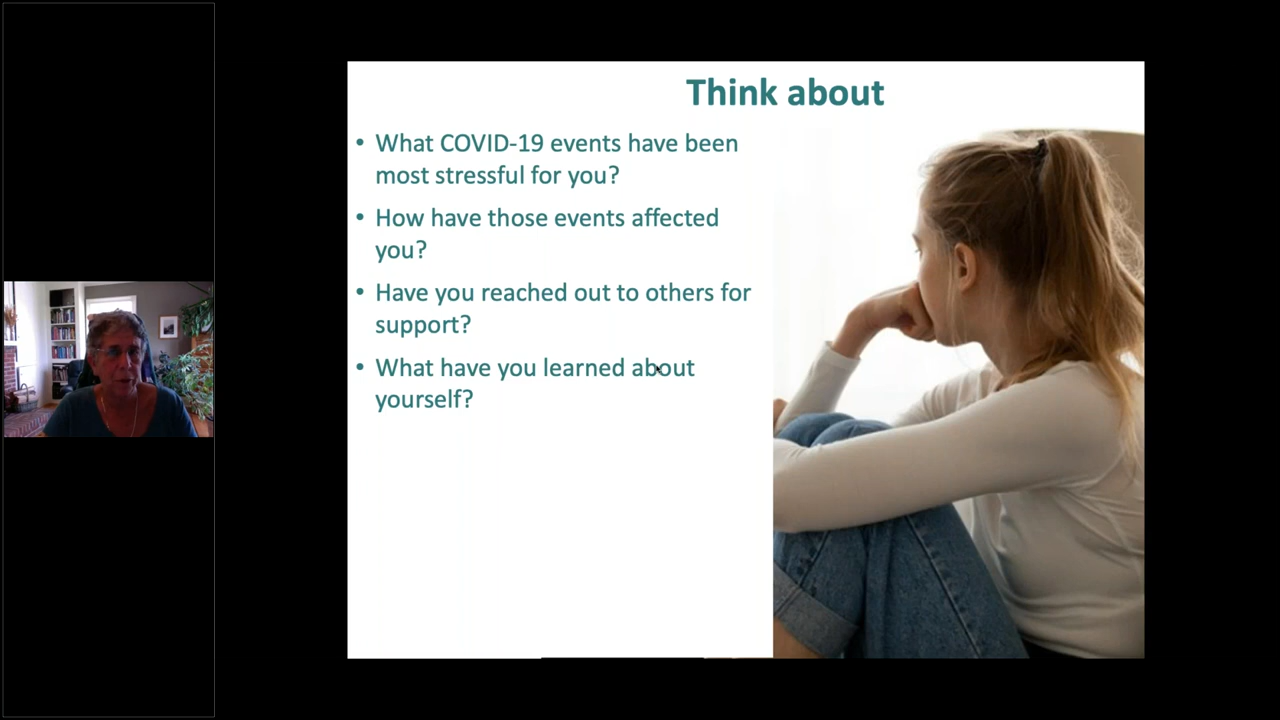 Think about
• What COVID-19 events have been
most stressful for you?
• How have those events affected
you?
• Have you reached out to others for
support?
• What have you learned about
yourself?